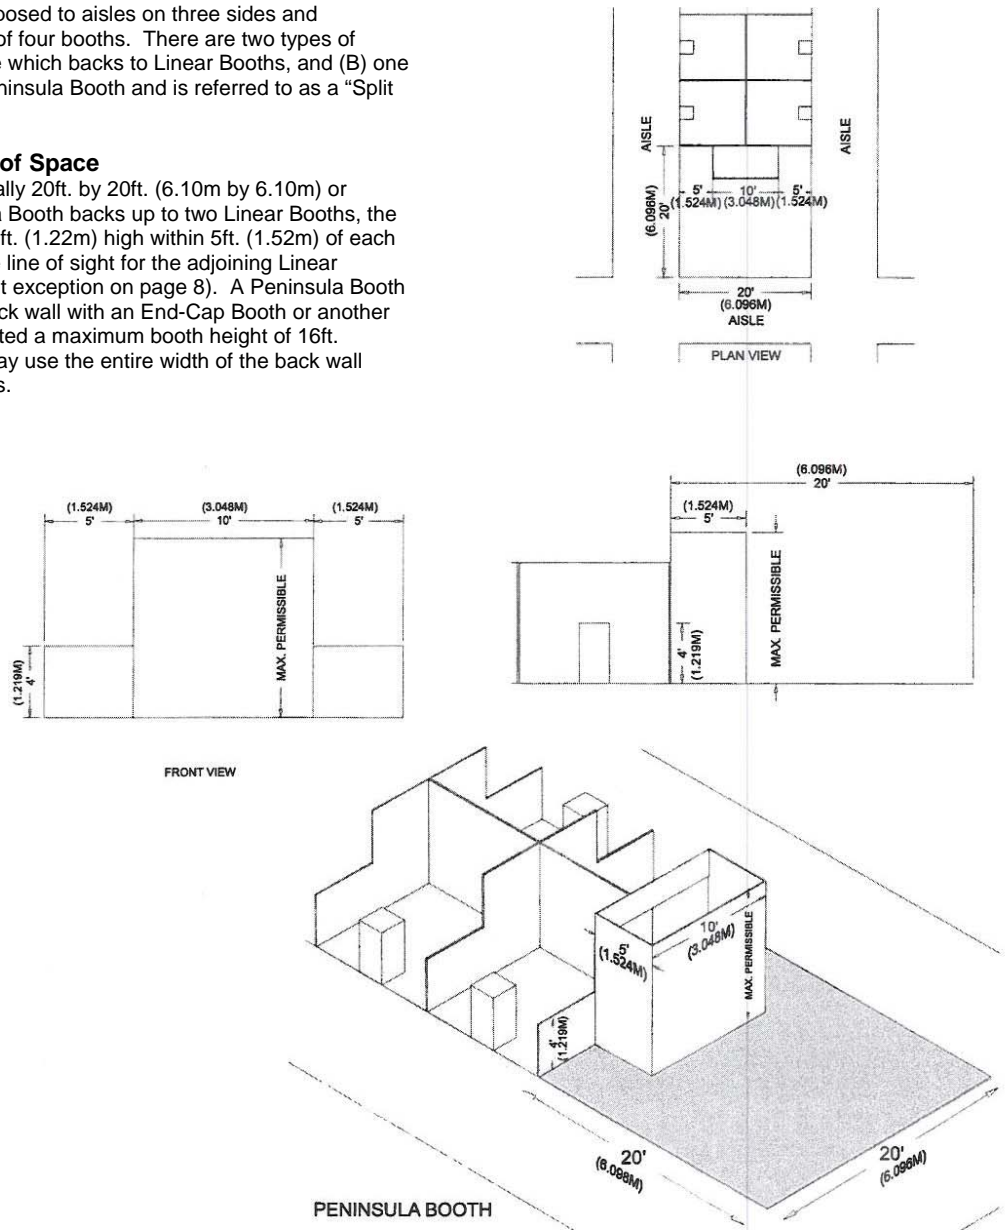 posed to aisles on three sides and
of four booths.  There are two types of
e which backs to Linear Booths, and (B) one
ninsula Booth and is referred to as a “Split
of Space
ally 20ft. by 20ft. (6.10m by 6.10m) or
a Booth backs up to two Linear Booths, the
ft. (1.22m) high within 5ft. (1.52m) of each
e line of sight for the adjoining Linear
t exception on page 8).  A Peninsula Booth
ck wall with an End-Cap Booth or another
ted a maximum booth height of 16ft.
ay use the entire width of the back wall
s.
AISLE
AISLE
5' 10' 5'
(1.524M) (3.048M) (1.524M)
20'
(6.096M)
20'
(6.096M)
AISLE
PLAN VIEW
(1.524M) (3.048M) (1.524M)
5' 10' 5'
MAX. PERMISSIBLE
4'
(1.219M)
FRONT VIEW
(6.096M)
20'
(1.524M)
5'
MAX. PERMISSIBLE
4'
(1.219M)
5'
(1.524M)
10'
(3.048M)
MAX. PERMISSIBLE
4'
(1.219M)
20'
(6.098M)
20'
(6.096M)
PENINSULA BOOTH